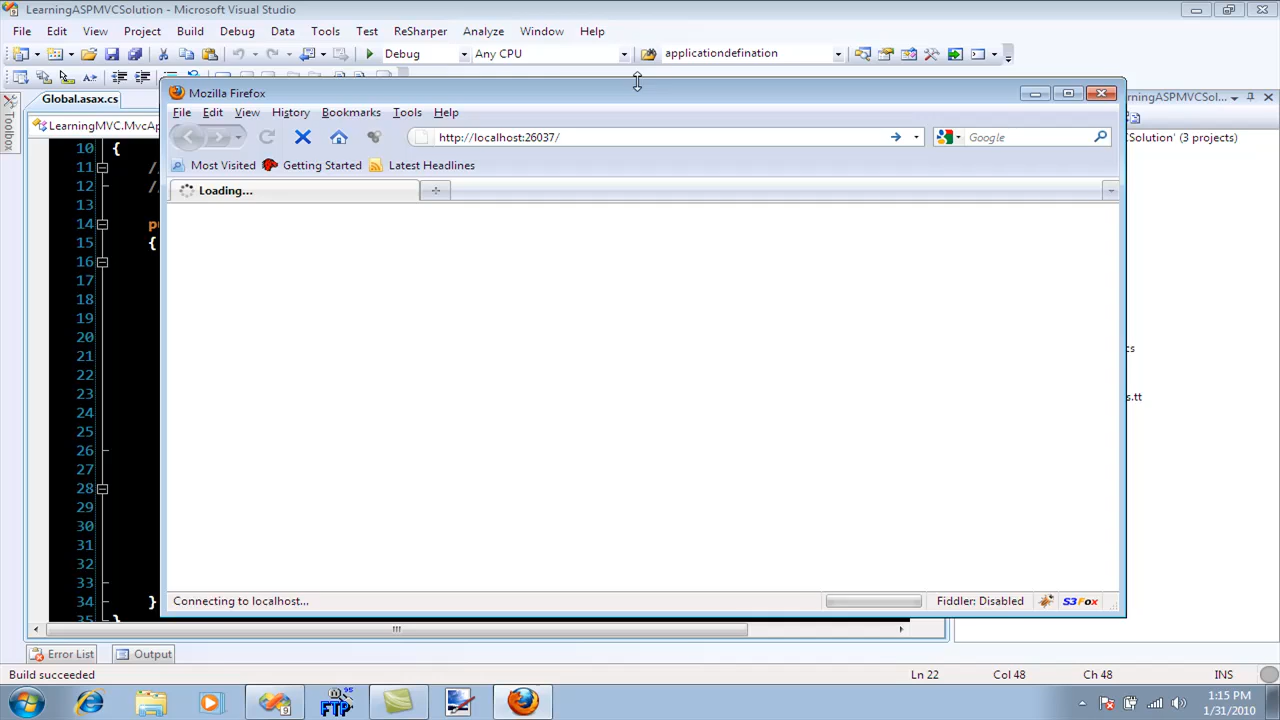 LearningASPMVCSolution - Microsoft Visual Studio
File Edit View Project Build Debug Data Tools Test ReSharper Analyze Window Help
Debug Any CPU applicationdefination
Global.asax.cs
LearningMVC.MvcAp
Mozilla Firefox
rningASPMVCSol...
File Edit View History Bookmarks Tools Help
http://localhost:26037/
Google
Solution' (3 projects)
Most Visited Getting Started Latest Headlines
Loading...
Toolbox
10 {
11 /
12 /
13
14 p
15 {
16
17
18
19
20
21
22
23
24
25
26
27
28
29
30
31
32
33
34 }
35 }
cs
s.tt
Connecting to localhost...
Fiddler: Disabled
S3Fox
Error List Output
Build succeeded
Ln 22 Col 48 Ch 48 INS
FTP
1:15 PM
1/31/2010